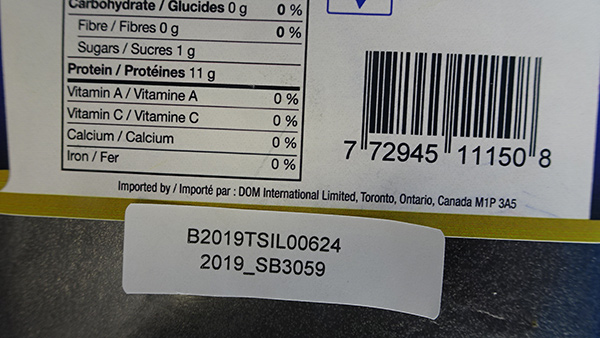 Carbohydrate / Glucides 0 g 0 %
Fibre / Fibres 0 g 0 %
Sugars / Sucres 1 g
Protein / Protéines 11 g
Vitamin A / Vitamine A 0 %
Vitamin C / Vitamine C 0 %
Calcium / Calcium 0 %
Iron / Fer 0 %
7 72945 11150 8
Imported by / Importé par : DOM International Limited, Toronto, Ontario, Canada M1P 3A5
B2019TSIL00624
2019_SB3059